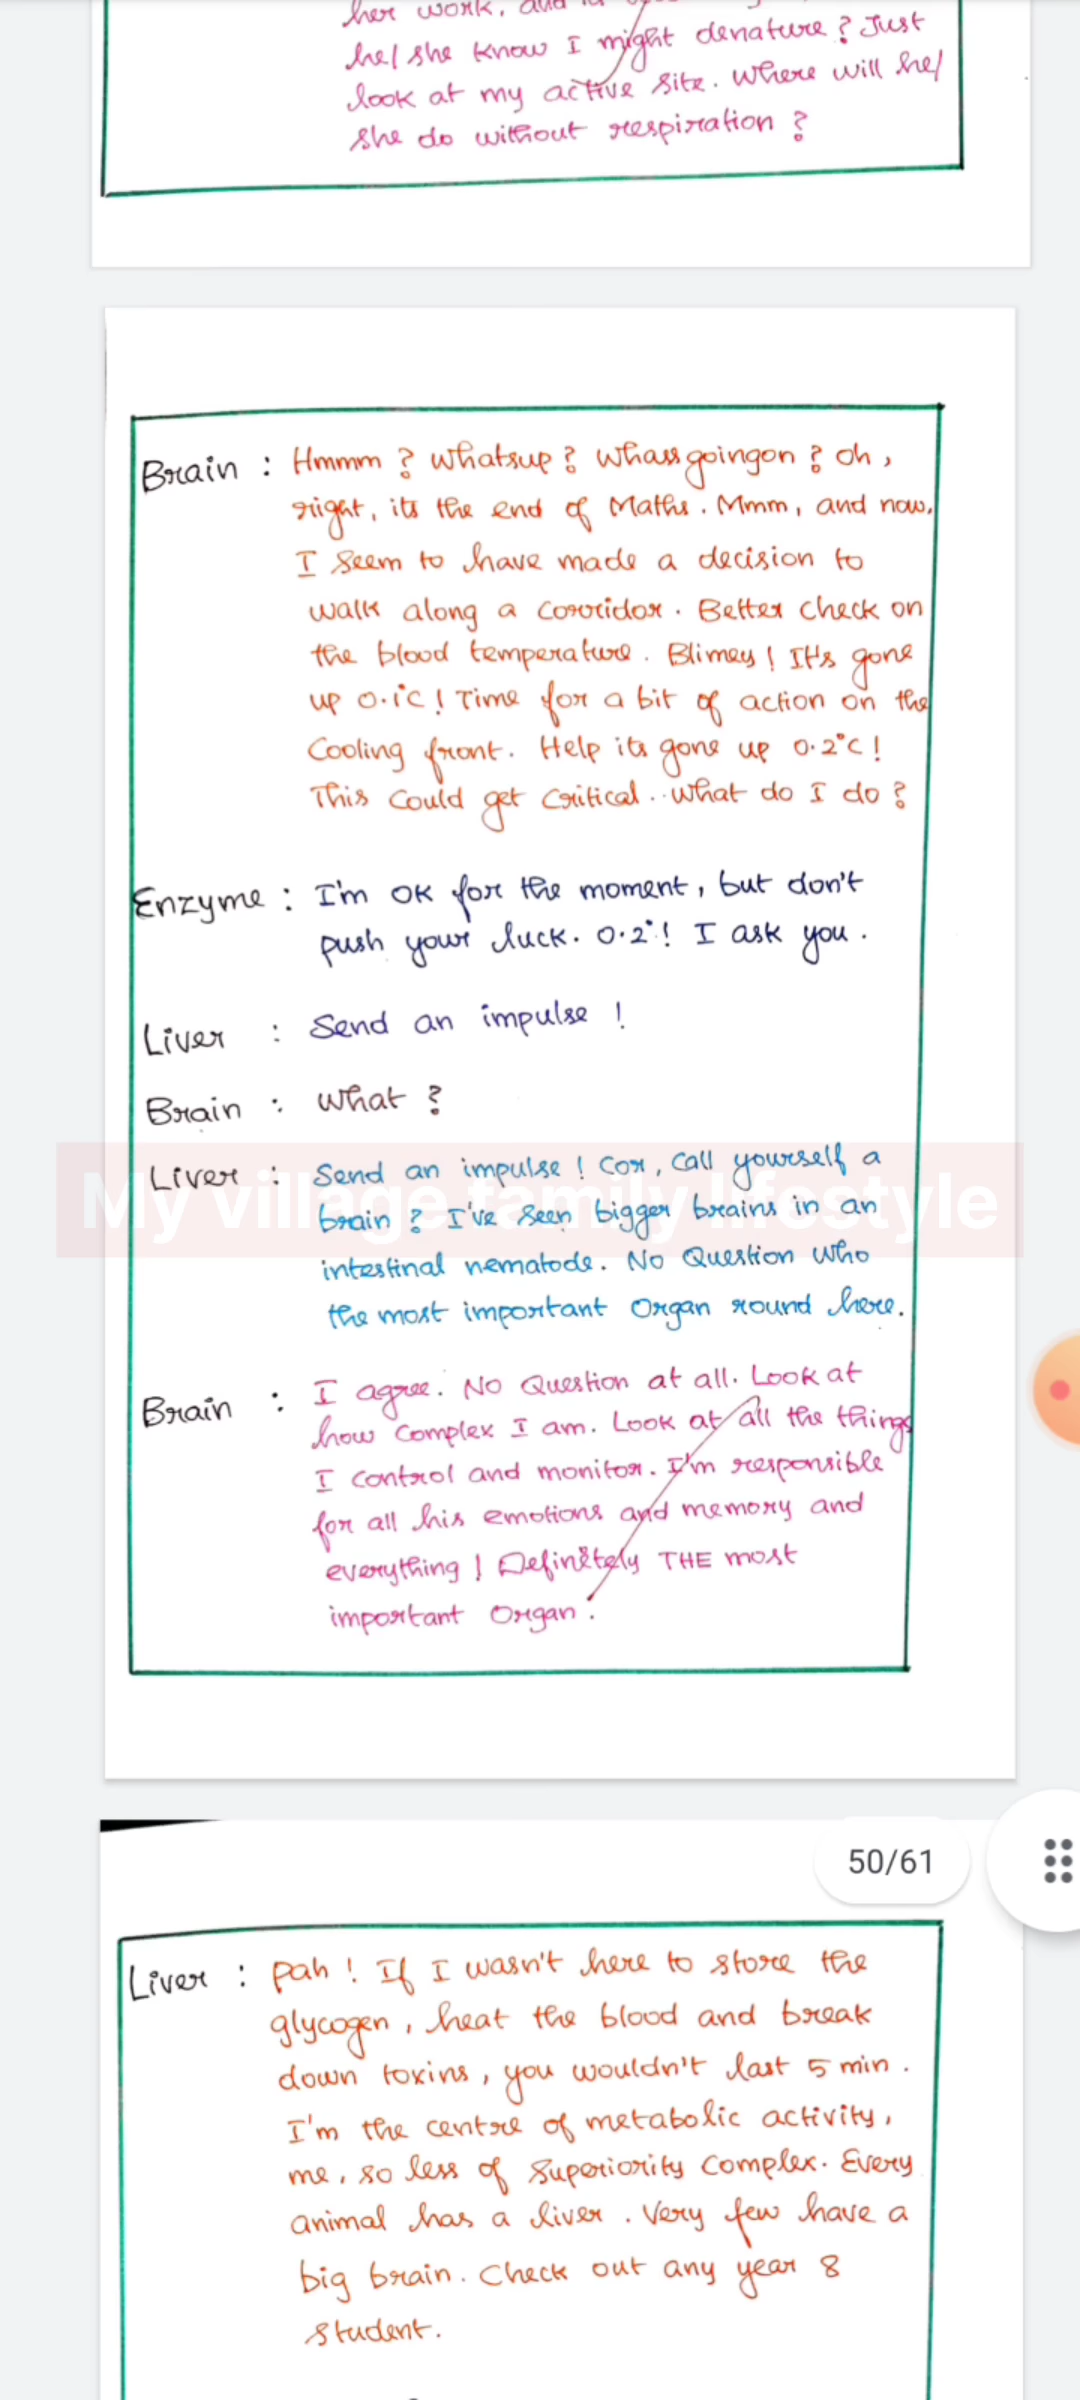 her work, and
he/she know I might denature? Just
look at my active site. Where will he/
she do without respiration?
Brain : Hmmm? Whatsup? Whass goingon? oh,
right, its the end of Maths. Mmm, and now.
I seem to have made a decision to
walk along a corridor. Better check on
the blood temperature. Blimey! It's gone
up 0.1°C! Time for a bit of action on the
Cooling front. Help its gone up 0.2°C!
This could get critical.. What do I do?
Enzyme : I'm OK for the moment, but don't
push your luck. 0.2°! I ask you.
Liver : Send an impulse!
Brain : What?
Liver : Send an impulse! Cor, call yourself a
My village family lifestyle
brain? I've seen bigger brains in an
intestinal nematode. No Question who
the most important Organ round here.
Brain : I agree. No Question at all. Look at
how complex I am. Look at all the things
I control and monitor. I'm responsible
for all his emotions and memory and
everything! Definitely THE most
important Organ.
50/61
Liver : Pah! If I wasn't here to store the
glycogen, heat the blood and break
down toxins, you wouldn't last 5 min.
I'm the centre of metabolic activity,
me, so less of superiority complex. Every
animal has a liver. Very few have a
big brain. Check out any year 8
student.